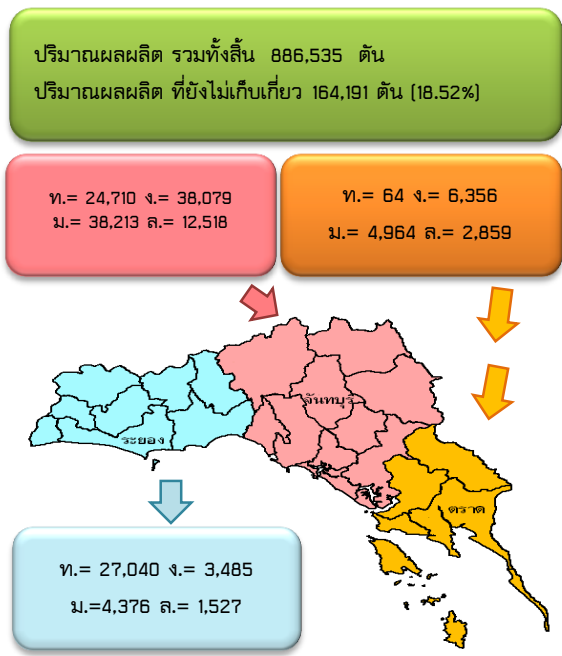 ปริมาณผลผลิต รวมทั้งสิ้น 886,535 ตัน
ปริมาณผลผลิต ที่ยังไม่เก็บเกี่ยว 164,191 ตัน (18.52%)
ท.= 24,710 ง.= 38,079
ม.= 38,213 ล.= 12,518
ท.= 64 ง.= 6,356
ม.= 4,964 ล.= 2,859
จันทบุรี
ระยอง
ตราด
ท.= 27,040 ง.= 3,485
ม.=4,376 ล.= 1,527